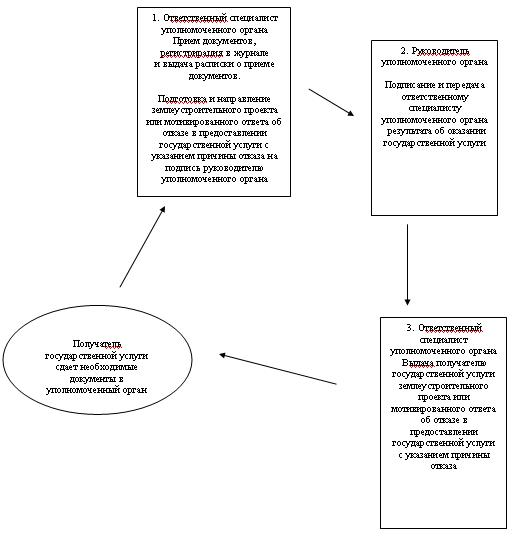 1. Ответственный специалист
уполномоченного органа
Прием документов,
регистрирация в журнале
и выдача расписки о приеме
документов.
Подготовка и направление
землеустроительного проекта
или мотивированного ответа об
отказе в предоставлении
государственной услуги с
указанием причины отказа на
подпись руководителю
уполномоченного органа
2. Руководитель
уполномоченного органа
Подписание и передача
ответственному
специалисту
уполномоченного органа
результата об оказании
государственной услуги
3. Ответственный
специалист
уполномоченного органа
Выдача получателю
государственной услуги
землеустроительного
проекта или
мотивированного ответа
об отказе в
предоставлении
государственной услуги
с указанием причины
отказа
Получатель
государственной услуги
сдает необходимые
документы в
уполномоченный орган